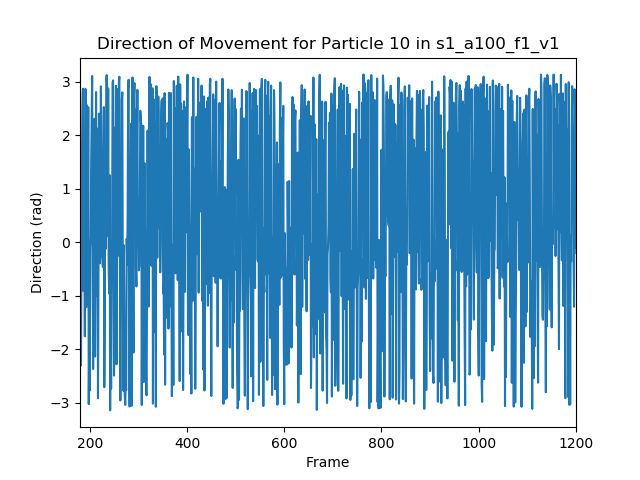 Direction of Movement for Particle 10 in s1_a100_f1_v1
3
2
1
0
−1
−2
−3
Direction (rad)
200 400 600 800 1000 1200
Frame